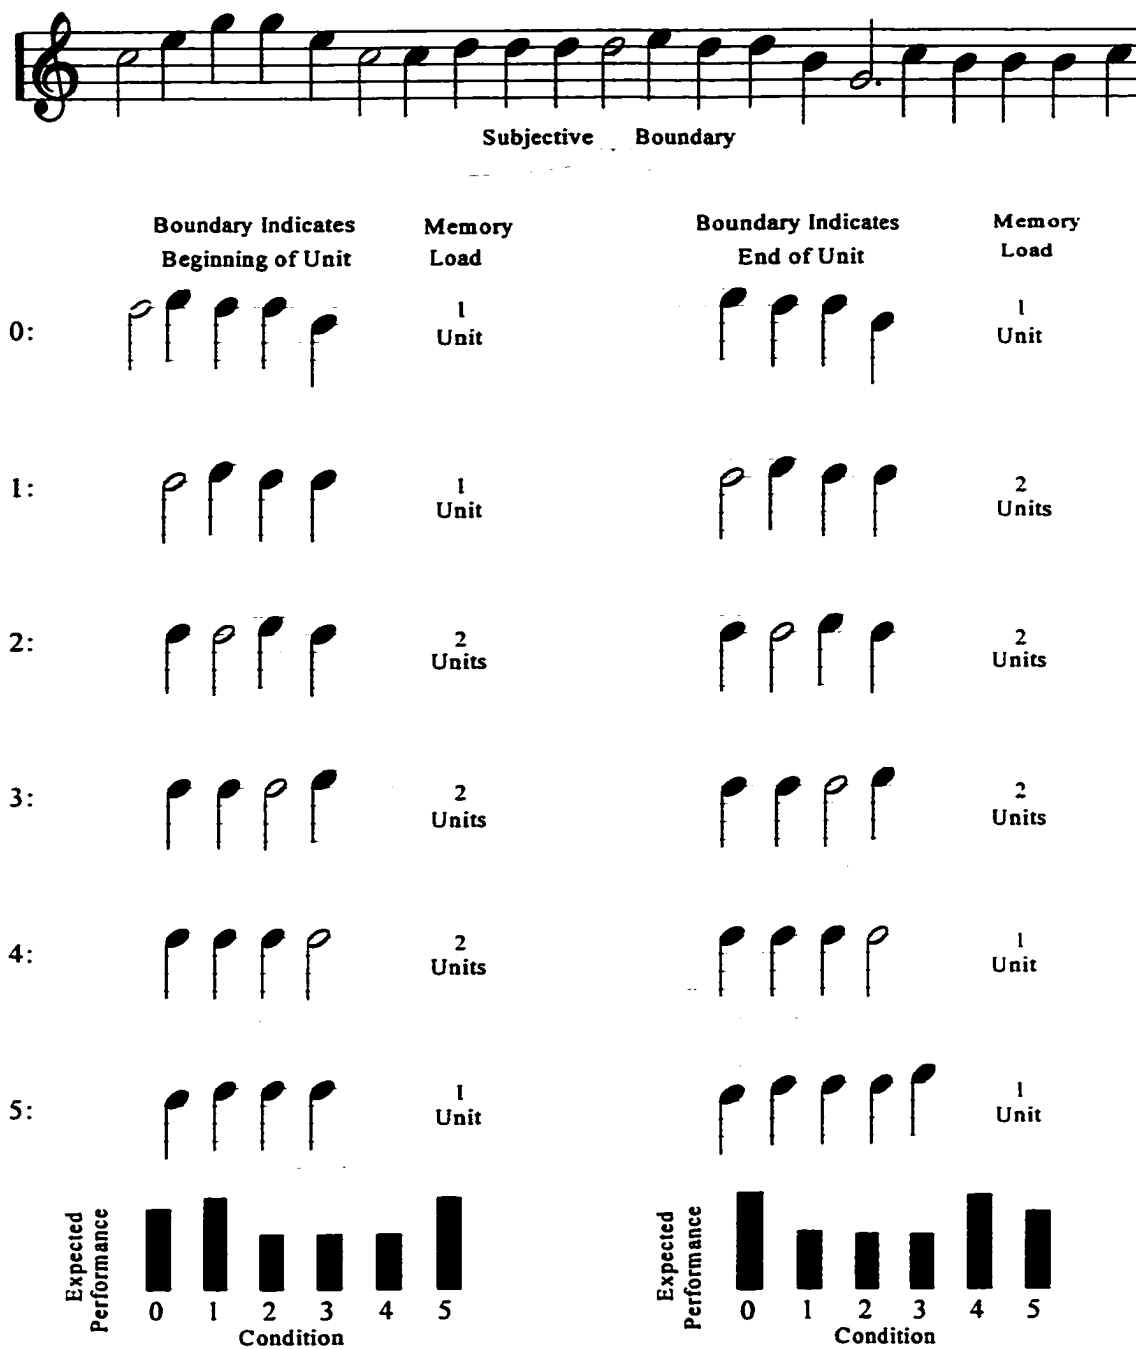 Subjective Boundary
Boundary Indicates Memory Boundary Indicates Memory
Beginning of Unit Load End of Unit Load
0: 1 Unit 1 Unit
1: 1 Unit 2 Units
2: 2 Units 2 Units
3: 2 Units 2 Units
4: 2 Units 1 Unit
5: 1 Unit 1 Unit
Expected Performance
0 1 2 3 4 5
Condition
Expected Performance
0 1 2 3 4 5
Condition